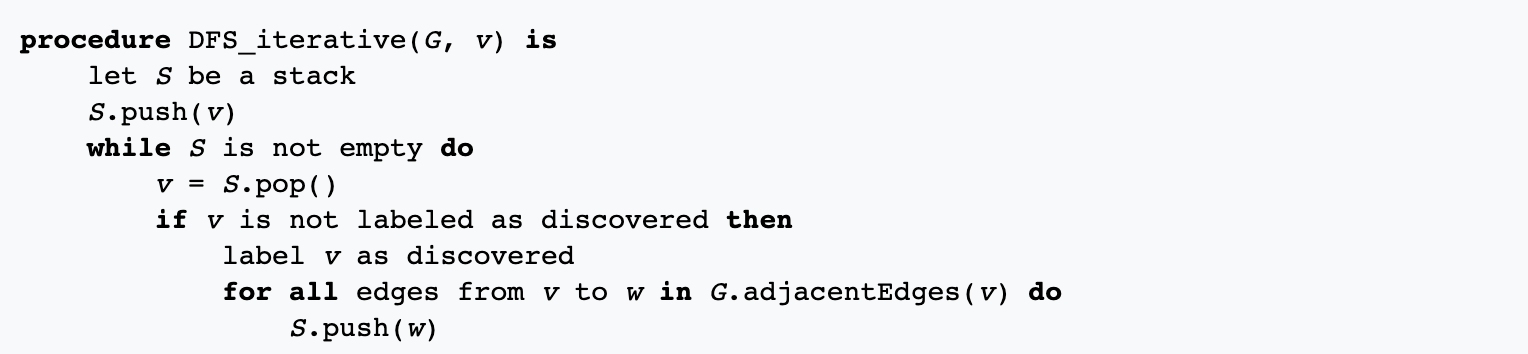 procedure DFS_iterative(G, v) is
let S be a stack
S.push(v)
while S is not empty do
v = S.pop()
if v is not labeled as discovered then
label v as discovered
for all edges from v to w in G.adjacentEdges(v) do
S.push(w)